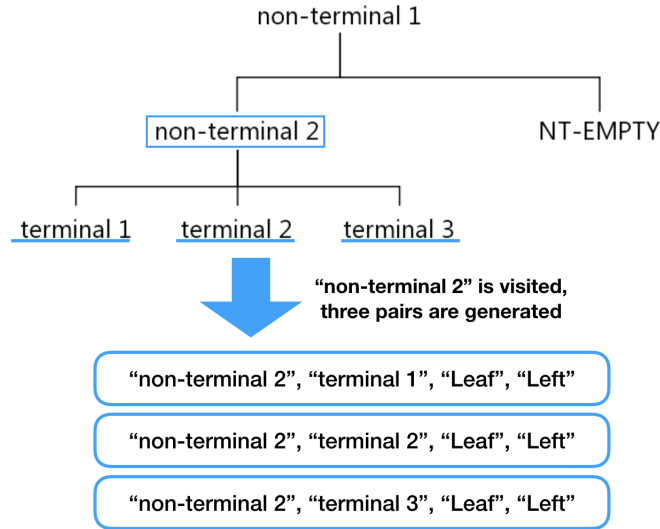 non-terminal 1
non-terminal 2
NT-EMPTY
terminal 1
terminal 2
terminal 3
“non-terminal 2” is visited,
three pairs are generated
“non-terminal 2”, “terminal 1”, “Leaf”, “Left”
“non-terminal 2”, “terminal 2”, “Leaf”, “Left”
“non-terminal 2”, “terminal 3”, “Leaf”, “Left”